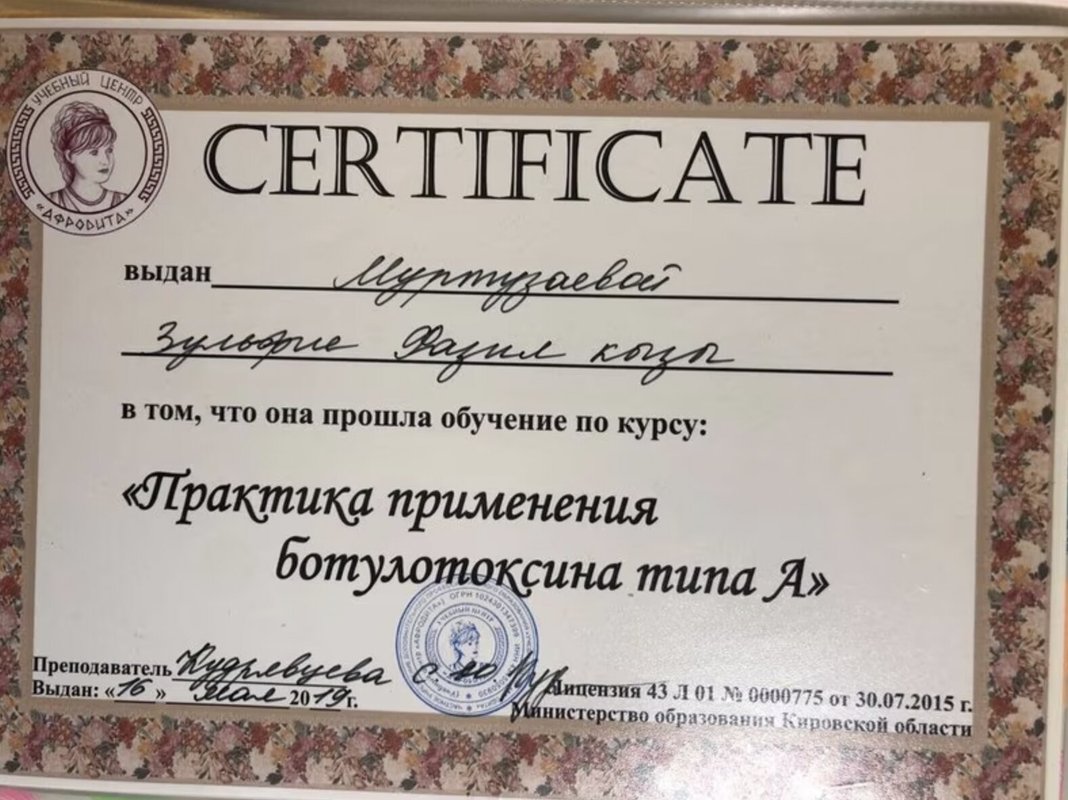 УЧЕБНЫЙ ЦЕНТР
«АФРОДИТА»
CERTIFICATE
выдан Муртузаевой
Зульфие Фазил кызы
в том, что она прошла обучение по курсу:
«Практика применения
ботулотоксина типа А»
Преподаватель Кудрявцева С.Ю.
Выдан: «16» мая 2019 г.
Лицензия 43 Л 01 № 0000775 от 30.07.2015 г.
Министерство образования Кировской области